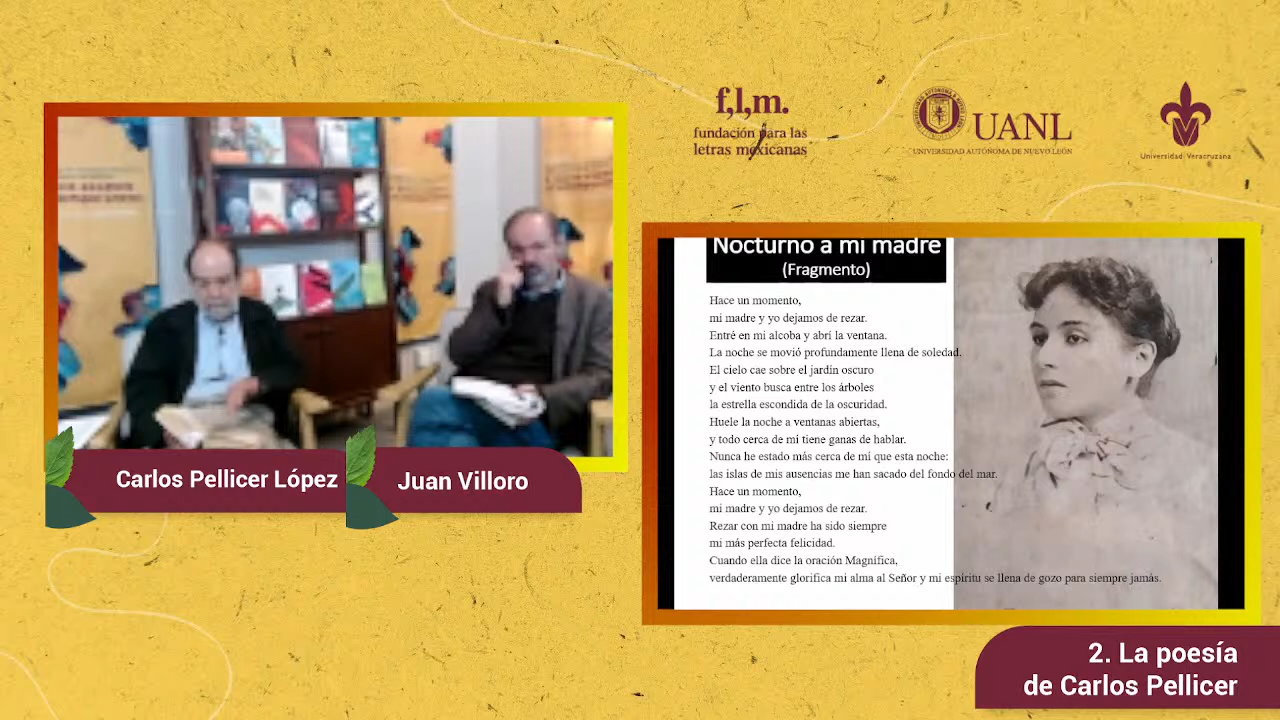 f,l,m.
fundación para las
letras mexicanas
UANL
UNIVERSIDAD AUTÓNOMA DE NUEVO LEÓN
Universidad Veracruzana
Carlos Pellicer López
Juan Villoro
Nocturno a mi madre
(Fragmento)
Hace un momento,
mi madre y yo dejamos de rezar.
Entré en mi alcoba y abrí la ventana.
La noche se movió profundamente llena de soledad.
El cielo cae sobre el jardín oscuro
y el viento busca entre los árboles
la estrella escondida de la oscuridad.
Huele la noche a ventanas abiertas,
y todo cerca de mí tiene ganas de hablar.
Nunca he estado más cerca de mí que esta noche:
las islas de mis ausencias me han sacado del fondo del mar.
Hace un momento,
mi madre y yo dejamos de rezar.
Rezar con mi madre ha sido siempre
mi más perfecta felicidad.
Cuando ella dice la oración Magnífica,
verdaderamente glorifica mi alma al Señor y mi espíritu se llena de gozo para siempre jamás.
2. La poesía
de Carlos Pellicer